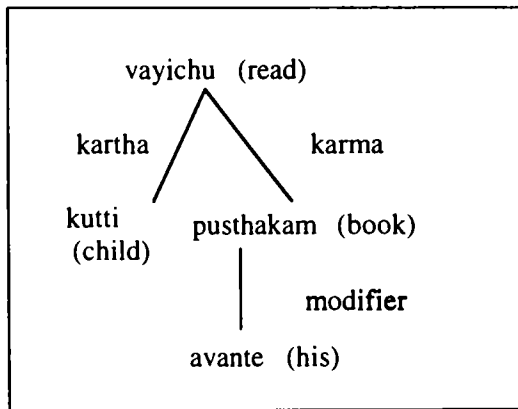 vayichu (read)
kartha karma
kutti pusthakam (book)
(child)
modifier
avante (his)